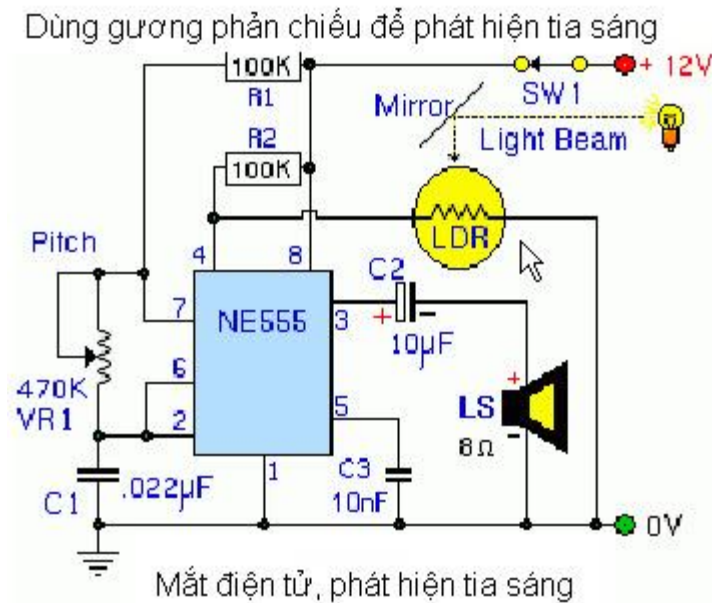 Dùng gương phản chiếu để phát hiện tia sáng
100K
R1
SW1
+ 12V
Mirror
R2
100K
Light Beam
LDR
Pitch
4
8
C2
7
NE555
3
+
-
10µF
6
470K
VR1
2
5
+
LS
-
8Ω
1
C3
10nF
C1
.022µF
0V
Mắt điện tử, phát hiện tia sáng